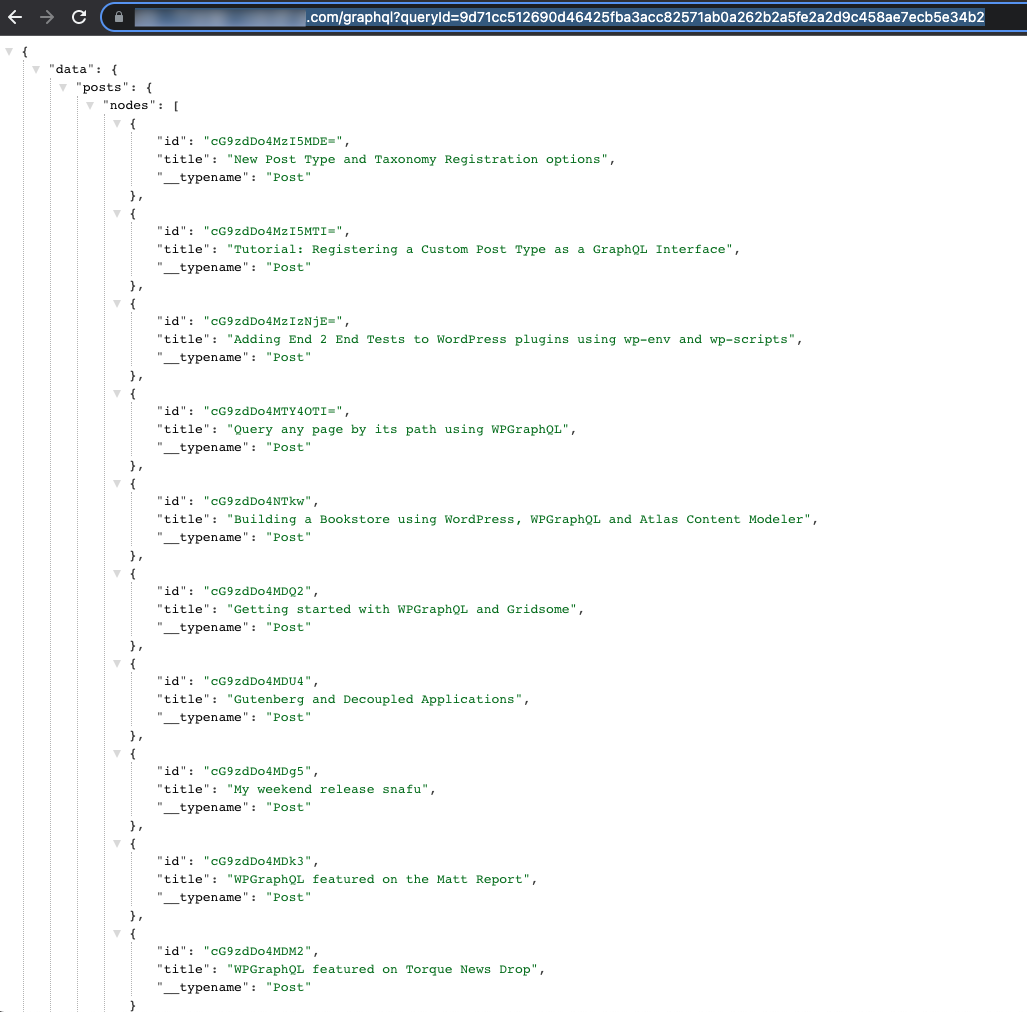 .com/graphql?queryId=9d71cc512690d46425fba3acc82571ab0a262b2a5fe2a2d9c458ae7ecb5e34b2
{
"data": {
"posts": {
"nodes": [
{
"id": "cG9zdDo4MzI5MDE=",
"title": "New Post Type and Taxonomy Registration options",
"__typename": "Post"
},
{
"id": "cG9zdDo4MzI5MTI=",
"title": "Tutorial: Registering a Custom Post Type as a GraphQL Interface",
"__typename": "Post"
},
{
"id": "cG9zdDo4MzIzNjE=",
"title": "Adding End 2 End Tests to WordPress plugins using wp-env and wp-scripts",
"__typename": "Post"
},
{
"id": "cG9zdDo4MTY4OTI=",
"title": "Query any page by its path using WPGraphQL",
"__typename": "Post"
},
{
"id": "cG9zdDo4NTkw",
"title": "Building a Bookstore using WordPress, WPGraphQL and Atlas Content Modeler",
"__typename": "Post"
},
{
"id": "cG9zdDo4MDQ2",
"title": "Getting started with WPGraphQL and Gridsome",
"__typename": "Post"
},
{
"id": "cG9zdDo4MDU4",
"title": "Gutenberg and Decoupled Applications",
"__typename": "Post"
},
{
"id": "cG9zdDo4MDg5",
"title": "My weekend release snafu",
"__typename": "Post"
},
{
"id": "cG9zdDo4MDk3",
"title": "WPGraphQL featured on the Matt Report",
"__typename": "Post"
},
{
"id": "cG9zdDo4MDM2",
"title": "WPGraphQL featured on Torque News Drop",
"__typename": "Post"
}